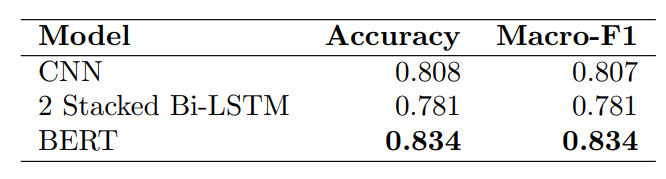 Model Accuracy Macro-F1
CNN 0.808 0.807
2 Stacked Bi-LSTM 0.781 0.781
BERT 0.834 0.834